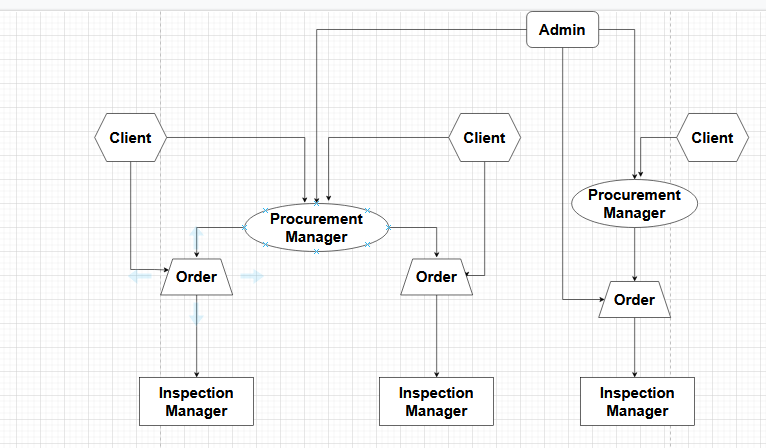 Admin
Client
Client
Client
Procurement
Manager
Procurement
Manager
Order
Order
Order
Inspection
Manager
Inspection
Manager
Inspection
Manager